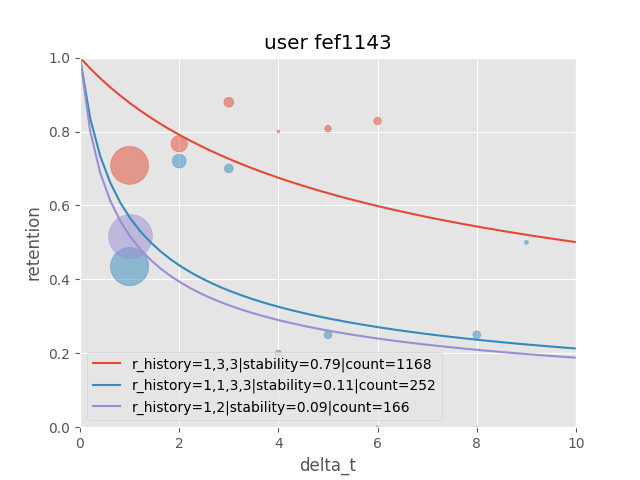 user fef1143
1.0
0.8
0.6
0.4
0.2
0.0
retention
r_history=1,3,3|stability=0.79|count=1168
r_history=1,1,3,3|stability=0.11|count=252
r_history=1,2|stability=0.09|count=166
0 2 4 6 8 10
delta_t